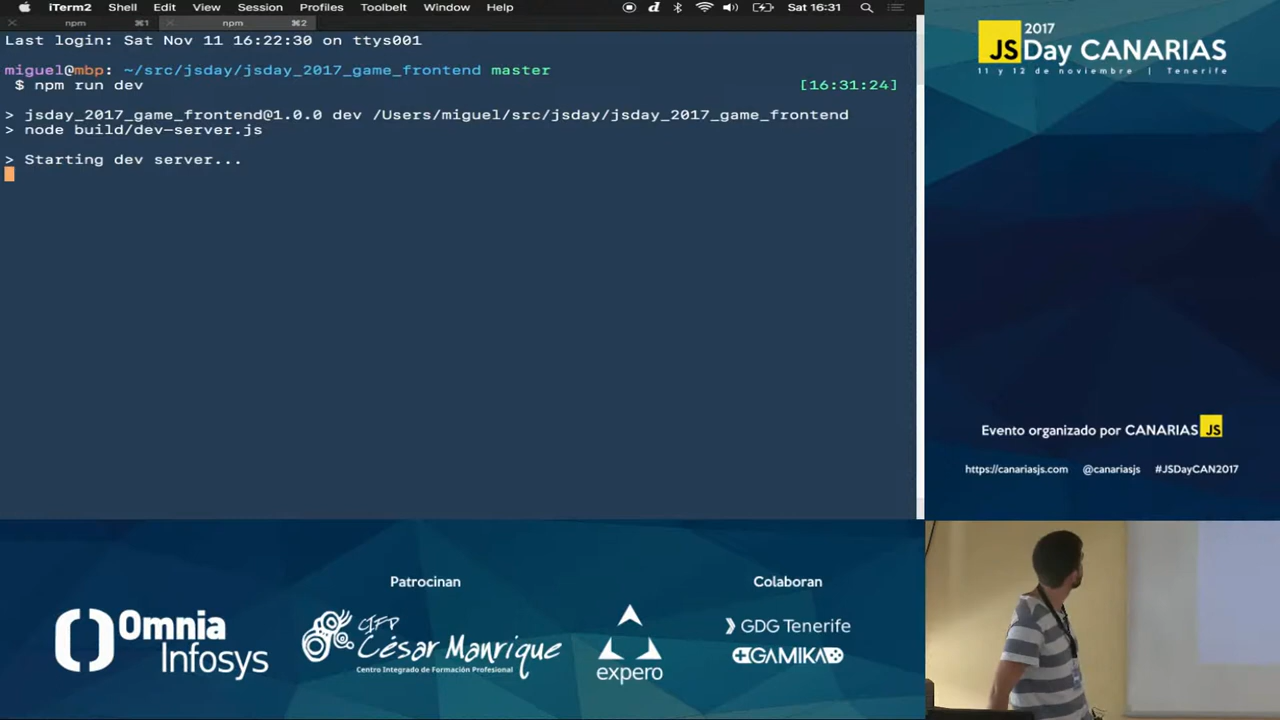 iTerm2 Shell Edit View Session Profiles Toolbelt Window Help Sat 16:31
npm ⌘1 npm ⌘2
Last login: Sat Nov 11 16:22:30 on ttys001
miguel@mbp: ~/src/jsday/jsday_2017_game_frontend master
$ npm run dev [16:31:24]
> jsday_2017_game_frontend@1.0.0 dev /Users/miguel/src/jsday/jsday_2017_game_frontend
> node build/dev-server.js
> Starting dev server...
2017
JS Day CANARIAS
11 y 12 de noviembre | Tenerife
Evento organizado por CANARIAS JS
https://canariasjs.com @canariasjs #JSDayCAN2017
Patrocinan
Colaboran
Omnia
Infosys
CIFP
César Manrique
Centro Integrado de Formación Profesional
expero
GDG Tenerife
GAMIKA